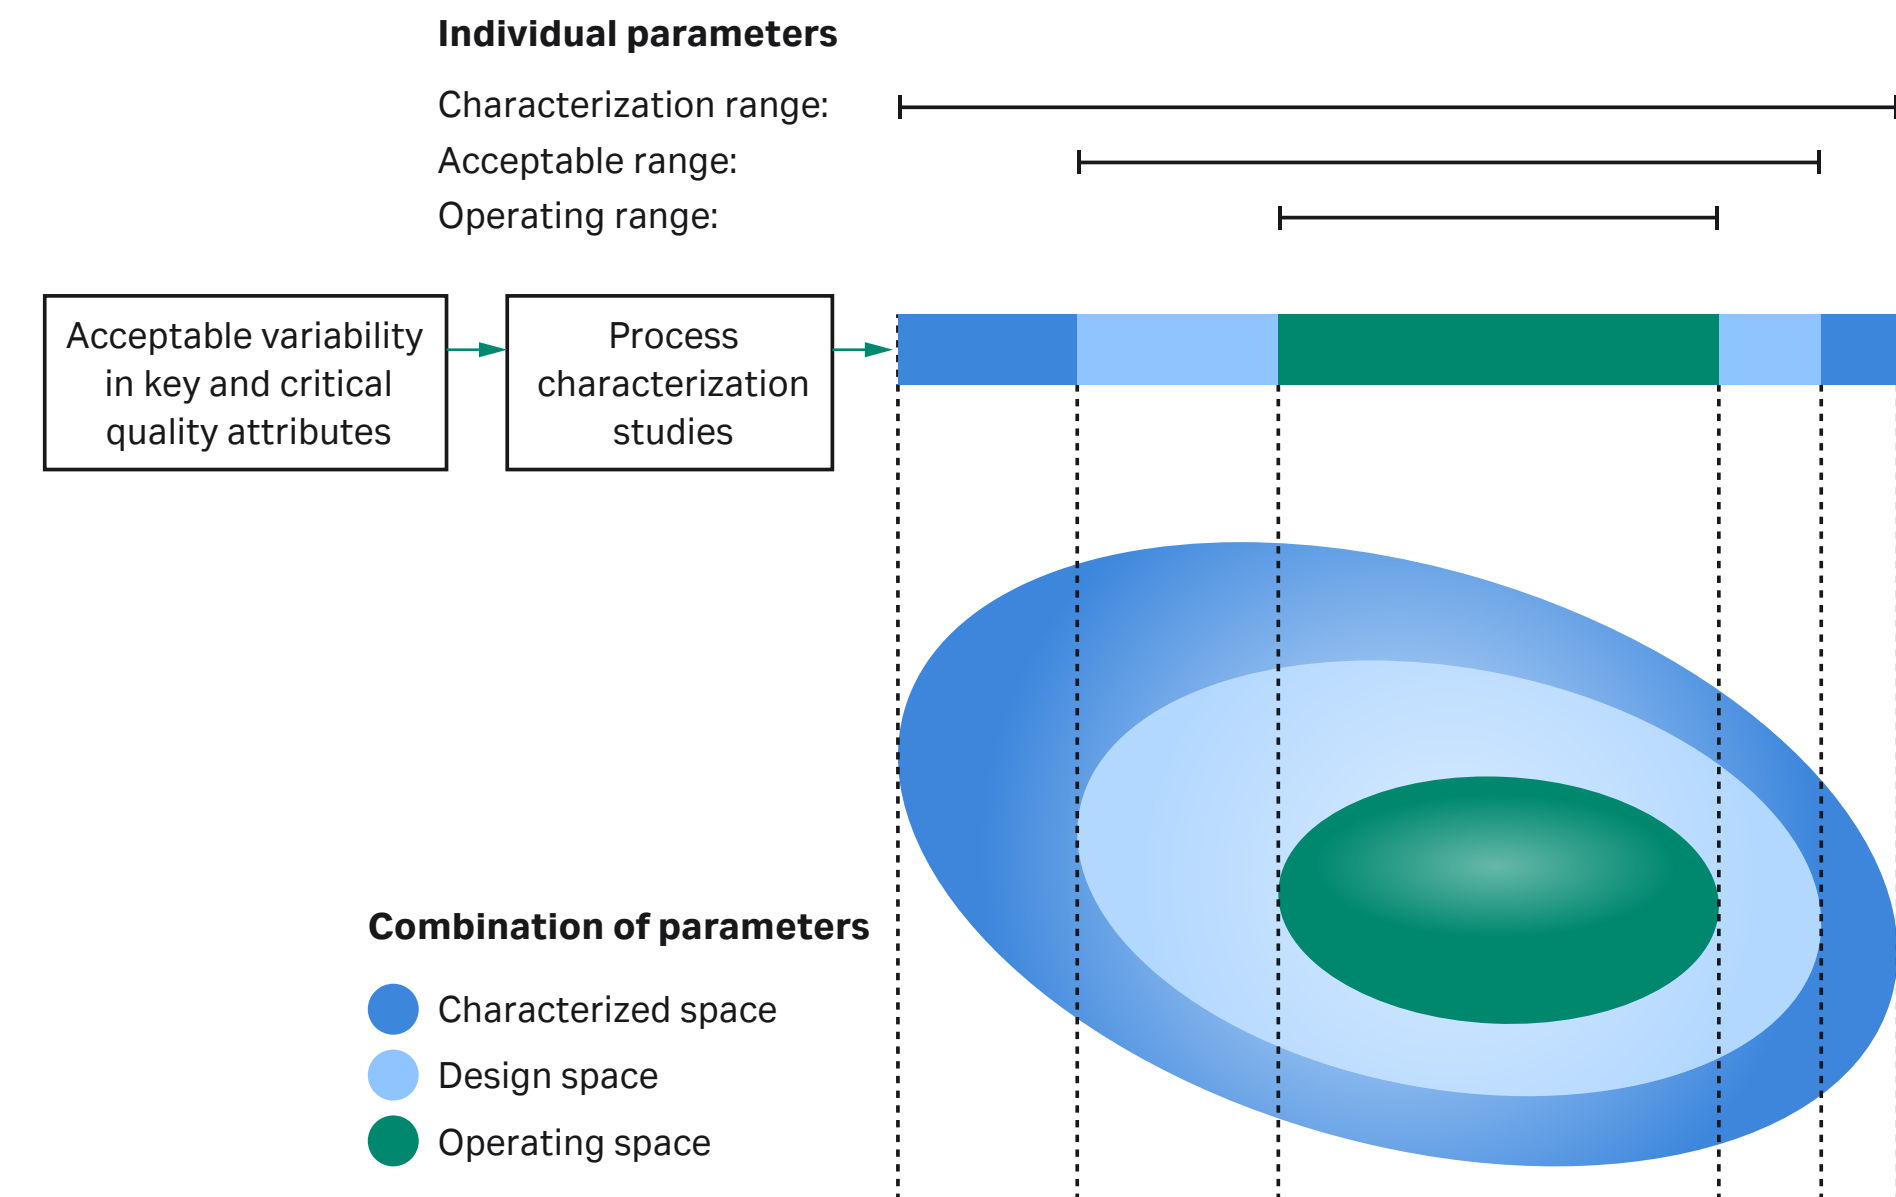 Individual parameters
Characterization range:
Acceptable range:
Operating range:
Acceptable variability
in key and critical
quality attributes
Process
characterization
studies
Combination of parameters
Characterized space
Design space
Operating space